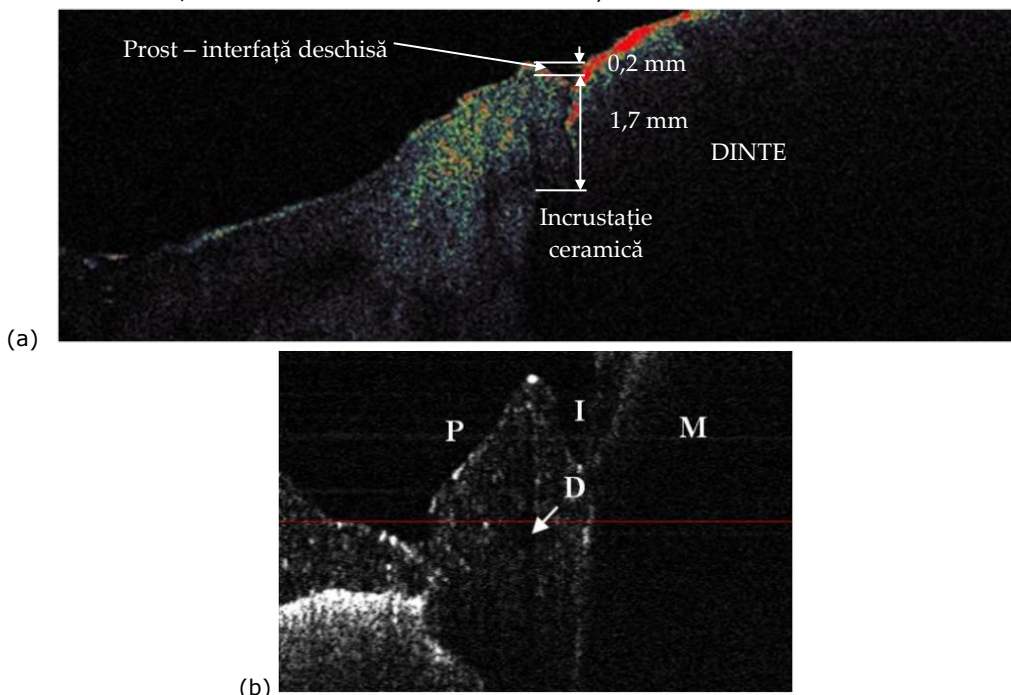 Prost – interfață deschisă
0,2 mm
1,7 mm
DINTE
Incrustație
ceramică
(a)
I
P
M
D
(b)